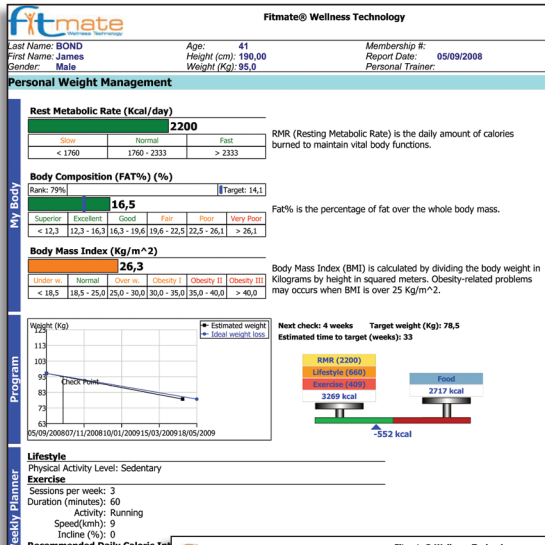 Fitmate® Wellness Technology
Fitmate
Wellness Technology
Last Name: BOND Age: 41 Membership #:
First Name: James Height (cm): 190,00 Report Date: 05/09/2008
Gender: Male Weight (Kg): 95,0 Personal Trainer:
Personal Weight Management
My Body
Rest Metabolic Rate (Kcal/day)
2200
Slow Normal Fast
< 1760 1760 - 2333 > 2333
RMR (Resting Metabolic Rate) is the daily amount of calories
burned to maintain vital body functions.
Body Composition (FAT%) (%)
Rank: 79% Target: 14,1
16,5
Superior Excellent Good Fair Poor Very Poor
< 12,3 12,3 - 16,3 16,3 - 19,6 19,6 - 22,5 22,5 - 26,1 > 26,1
Fat% is the percentage of fat over the whole body mass.
Body Mass Index (Kg/m^2)
26,3
Under w. Normal Over w. Obesity I Obesity II Obesity III
< 18,5 18,5 - 25,0 25,0 - 30,0 30,0 - 35,0 35,0 - 40,0 > 40,0
Body Mass Index (BMI) is calculated by dividing the body weight in
Kilograms by height in squared meters. Obesity-related problems
may occurs when BMI is over 25 Kg/m^2.
Program
Weight (Kg)
Estimated weight
Ideal weight loss
123
113
103
93
83
73
63
Check Point
05/09/2008 07/11/2008 10/01/2009 15/03/2009 18/05/2009
Next check: 4 weeks Target weight (Kg): 78,5
Estimated time to target (weeks): 33
RMR (2200)
Lifestyle (660)
Exercise (409)
3269 kcal
Food
2717 kcal
-552 kcal
Weekly Planner
Lifestyle
Physical Activity Level: Sedentary
Exercise
Sessions per week: 3
Duration (minutes): 60
Activity: Running
Speed(kmh): 9
Incline (%): 0
Recommended Daily Calorie